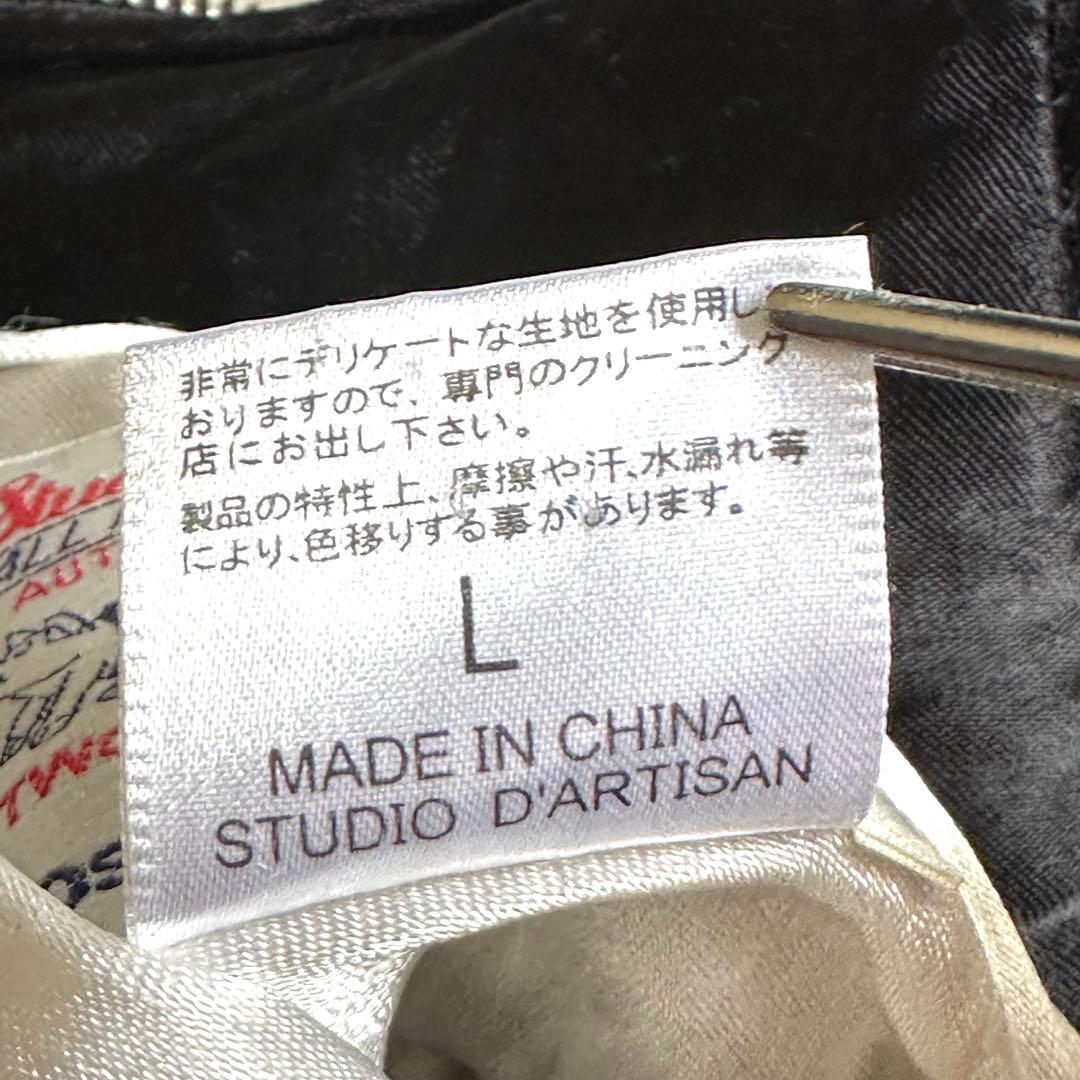 非常にデリケートな生地を使用し
おりますので、専門のクリーニング
店にお出し下さい。
製品の特性上、摩擦や汗、水漏れ等
により、色移りする事があります。
L
MADE IN CHINA
STUDIO D'ARTISAN